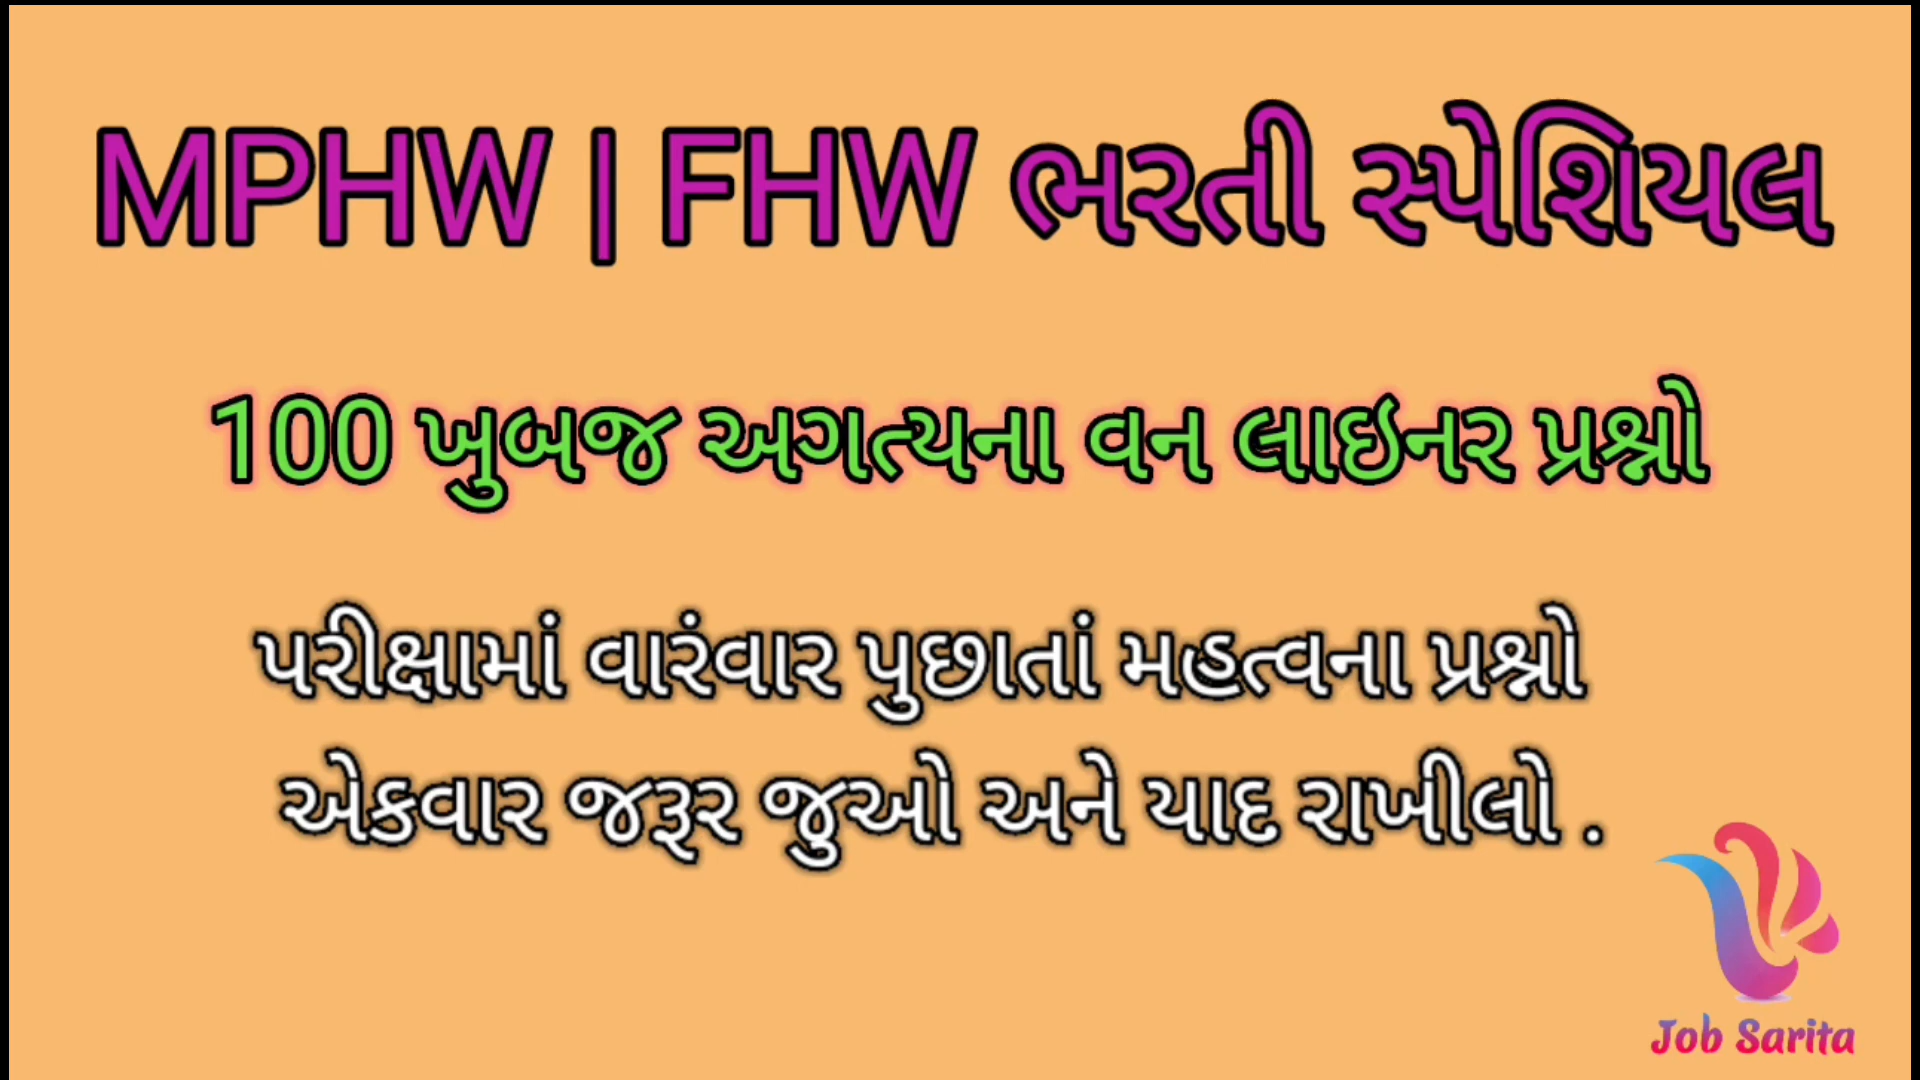 MPHW | FHW ભરતી સ્પેશિયલ
100 ખુબજ અગત્યના વન લાઇનર પ્રશ્નો
પરીક્ષામાં વારંવાર પુછાતાં મહત્વના પ્રશ્નો
એકવાર જરૂર જુઓ અને યાદ રાખીલો .
Job Sarita